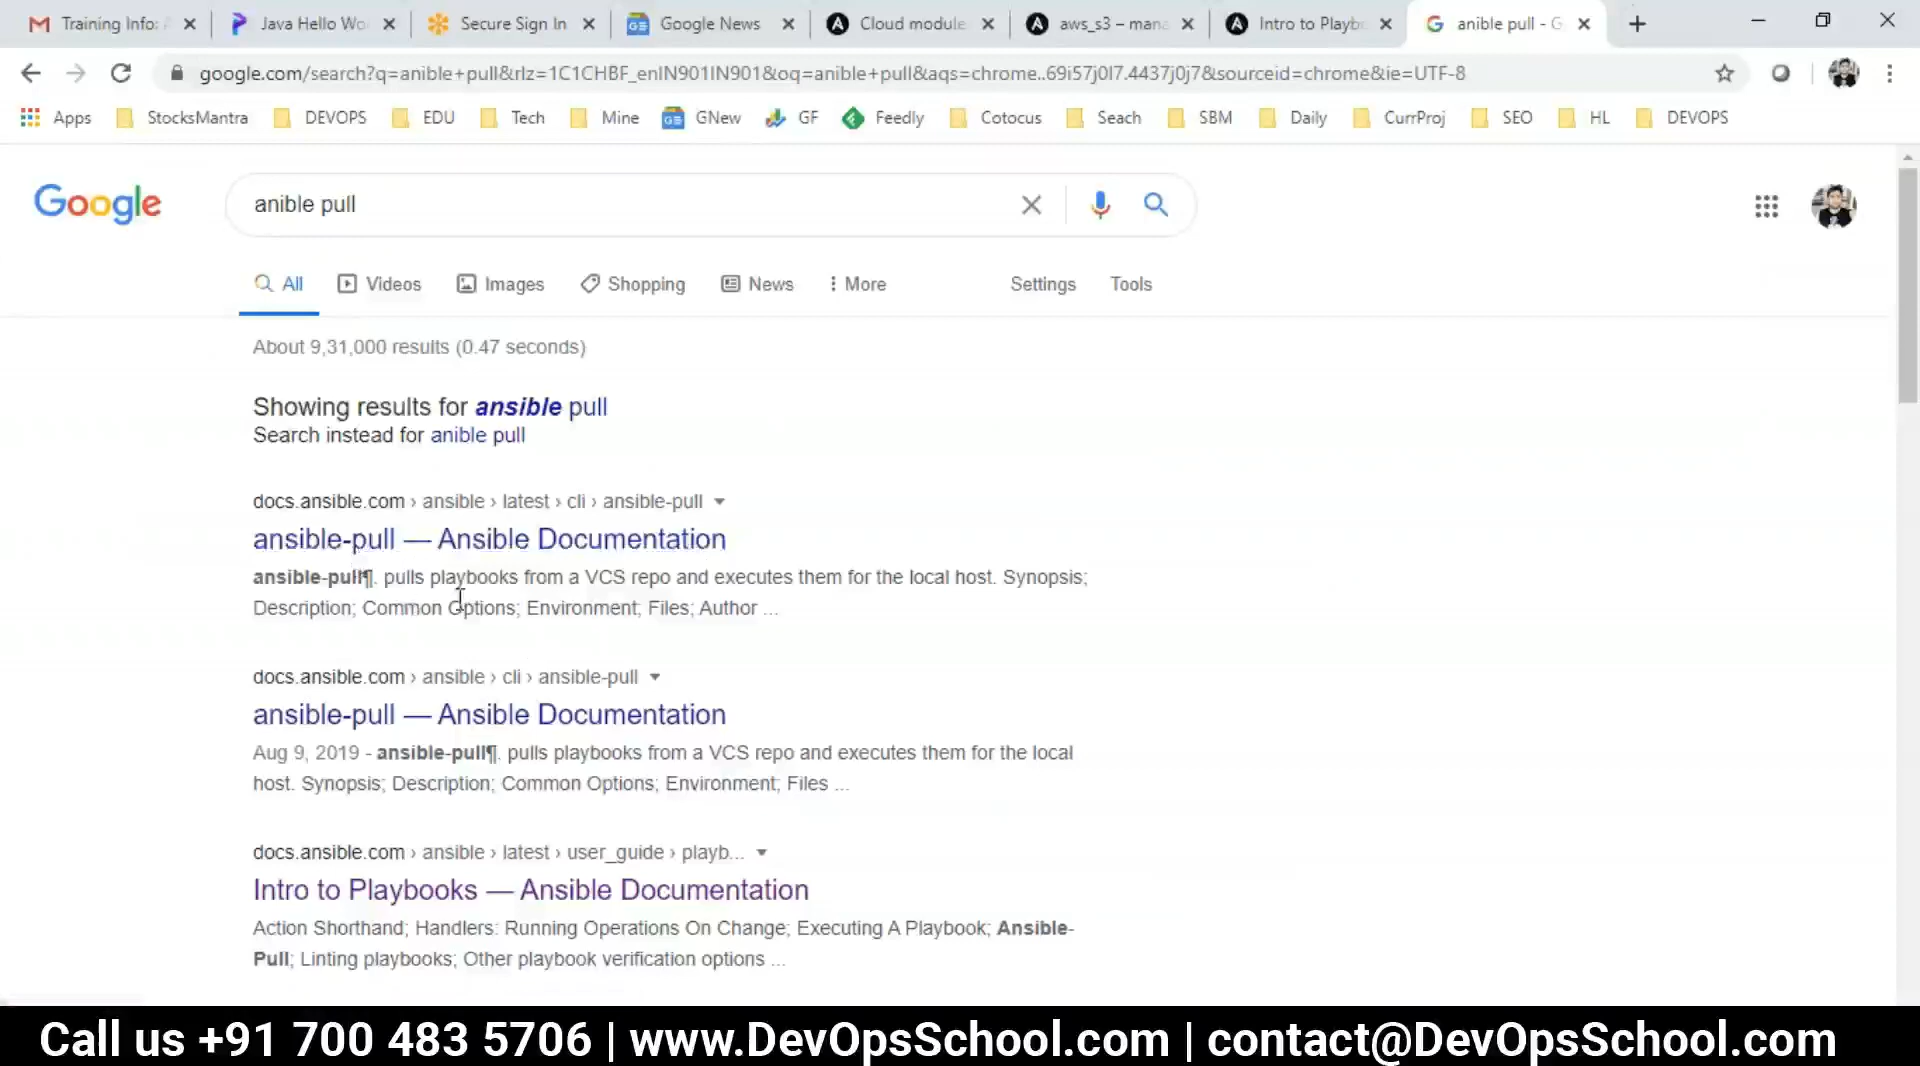 Training Info: A
Java Hello Wo
Secure Sign In
Google News
Cloud module
aws_s3 – mana
Intro to Playbo
anible pull - G
google.com/search?q=anible+pull&rlz=1C1CHBF_enIN901IN901&oq=anible+pull&aqs=chrome..69i57j0l7.4437j0j7&sourceid=chrome&ie=UTF-8
Apps StocksMantra DEVOPS EDU Tech Mine GNew GF Feedly Cotocus Seach SBM Daily CurrProj SEO HL DEVOPS
Google
anible pull
All Videos Images Shopping News More Settings Tools
About 9,31,000 results (0.47 seconds)
Showing results for ansible pull
Search instead for anible pull
docs.ansible.com › ansible › latest › cli › ansible-pull
ansible-pull — Ansible Documentation
ansible-pull¶. pulls playbooks from a VCS repo and executes them for the local host. Synopsis;
Description; Common Options; Environment; Files; Author ...
docs.ansible.com › ansible › cli › ansible-pull
ansible-pull — Ansible Documentation
Aug 9, 2019 - ansible-pull¶. pulls playbooks from a VCS repo and executes them for the local
host. Synopsis; Description; Common Options; Environment; Files ...
docs.ansible.com › ansible › latest › user_guide › playb...
Intro to Playbooks — Ansible Documentation
Action Shorthand; Handlers: Running Operations On Change; Executing A Playbook; Ansible-
Pull; Linting playbooks; Other playbook verification options ...
Call us +91 700 483 5706 | www.DevOpsSchool.com | contact@DevOpsSchool.com